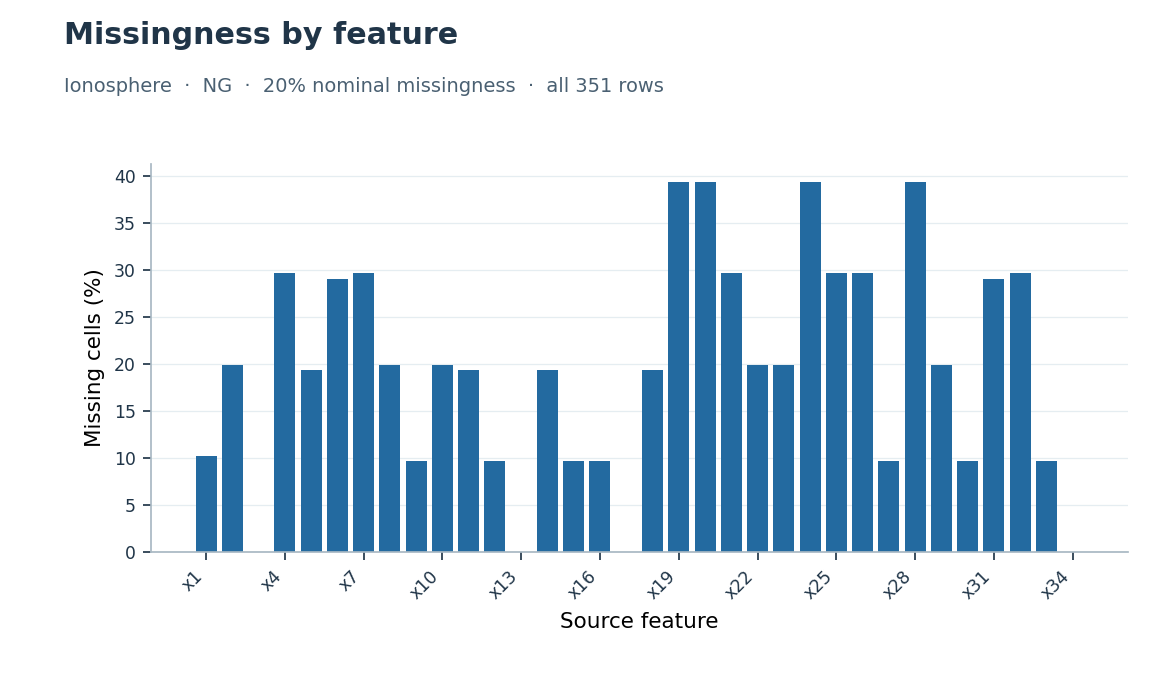 Missingness by feature
Ionosphere · NG · 20% nominal missingness · all 351 rows
40
35
30
25
20
15
10
5
0
Missing cells (%)
x1 x4 x7 x10 x13 x16 x19 x22 x25 x28 x31 x34
Source feature